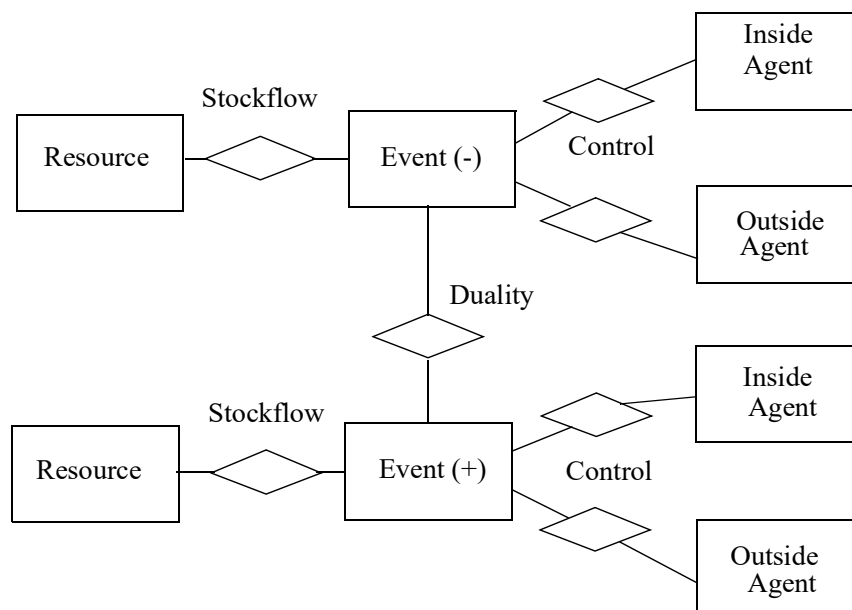 Inside
Agent
Stockflow
Resource
Event (-)
Control
Outside
Agent
Duality
Inside
Agent
Stockflow
Resource
Event (+)
Control
Outside
Agent